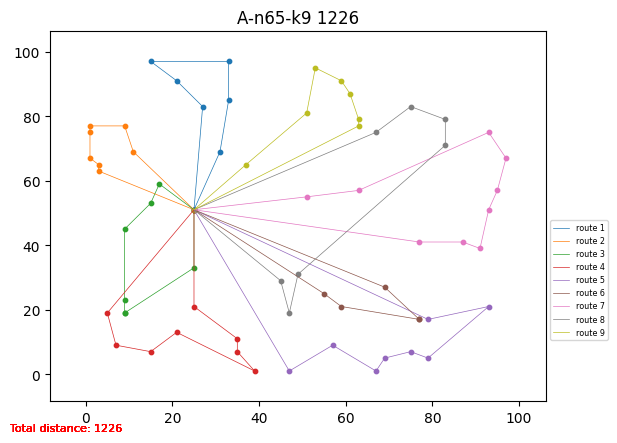 A-n65-k9 1226
100
80
60
40
20
0
0 20 40 60 80 100
route 1
route 2
route 3
route 4
route 5
route 6
route 7
route 8
route 9
Total distance: 1226